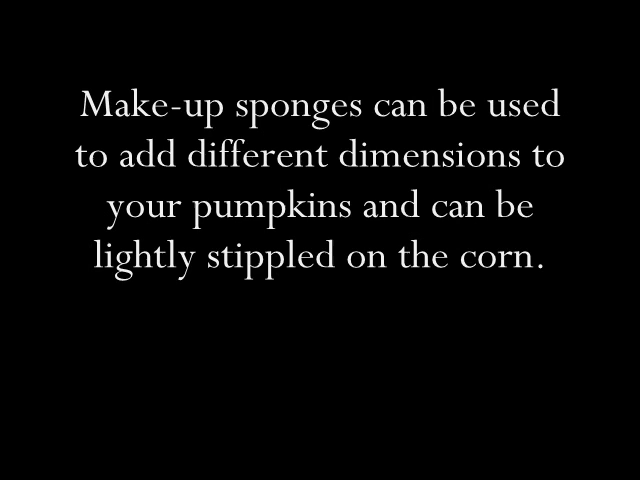 Make-up sponges can be used
to add different dimensions to
your pumpkins and can be
lightly stippled on the corn.